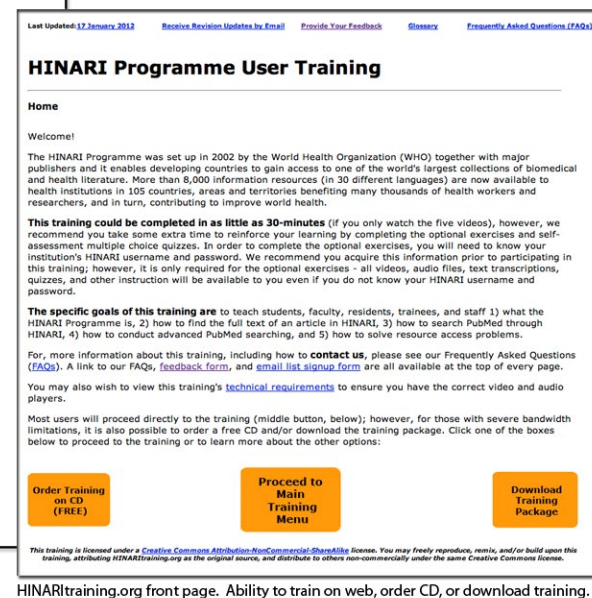 Last Updated:17 January 2012 Receive Revision Updates by Email Provide Your Feedback Glossary Frequently Asked Questions (FAQs)
HINARI Programme User Training
Home
Welcome!
The HINARI Programme was set up in 2002 by the World Health Organization (WHO) together with major
publishers and it enables developing countries to gain access to one of the world's largest collections of biomedical
and health literature. More than 8,000 information resources (in 30 different languages) are now available to
health institutions in 105 countries, areas and territories benefiting many thousands of health workers and
researchers, and in turn, contributing to improve world health.
This training could be completed in as little as 30-minutes (if you only watch the five videos), however, we
recommend you take some extra time to reinforce your learning by completing the optional exercises and self-
assessment multiple choice quizzes. In order to complete the optional exercises, you will need to know your
institution's HINARI username and password. We recommend you acquire this information prior to participating in
this training; however, it is only required for the optional exercises - all videos, audio files, text transcriptions,
quizzes, and other instruction will be available to you even if you do not know your HINARI username and
password.
The specific goals of this training are to teach students, faculty, residents, trainees, and staff 1) what the
HINARI Programme is, 2) how to find the full text of an article in HINARI, 3) how to search PubMed through
HINARI, 4) how to conduct advanced PubMed searching, and 5) how to solve resource access problems.
For, more information about this training, including how to contact us, please see our Frequently Asked Questions
(FAQs). A link to our FAQs, feedback form, and email list signup form are all available at the top of every page.
You may also wish to view this training's technical requirements to ensure you have the correct video and audio
players.
Most users will proceed directly to the training (middle button, below); however, for those with severe bandwidth
limitations, it is also possible to order a free CD and/or download the training package. Click one of the boxes
below to proceed to the training or to learn more about the other options:
Order Training
on CD
(FREE)
Proceed to
Main
Training
Menu
Download
Training
Package
This training is licensed under a Creative Commons Attribution-NonCommercial-ShareAlike license. You may freely reproduce, remix, and/or build upon this
training, attributing HINARItraining.org as the original source, and distribute to others non-commercially under the same Creative Commons license.
HINARItraining.org front page. Ability to train on web, order CD, or download training.